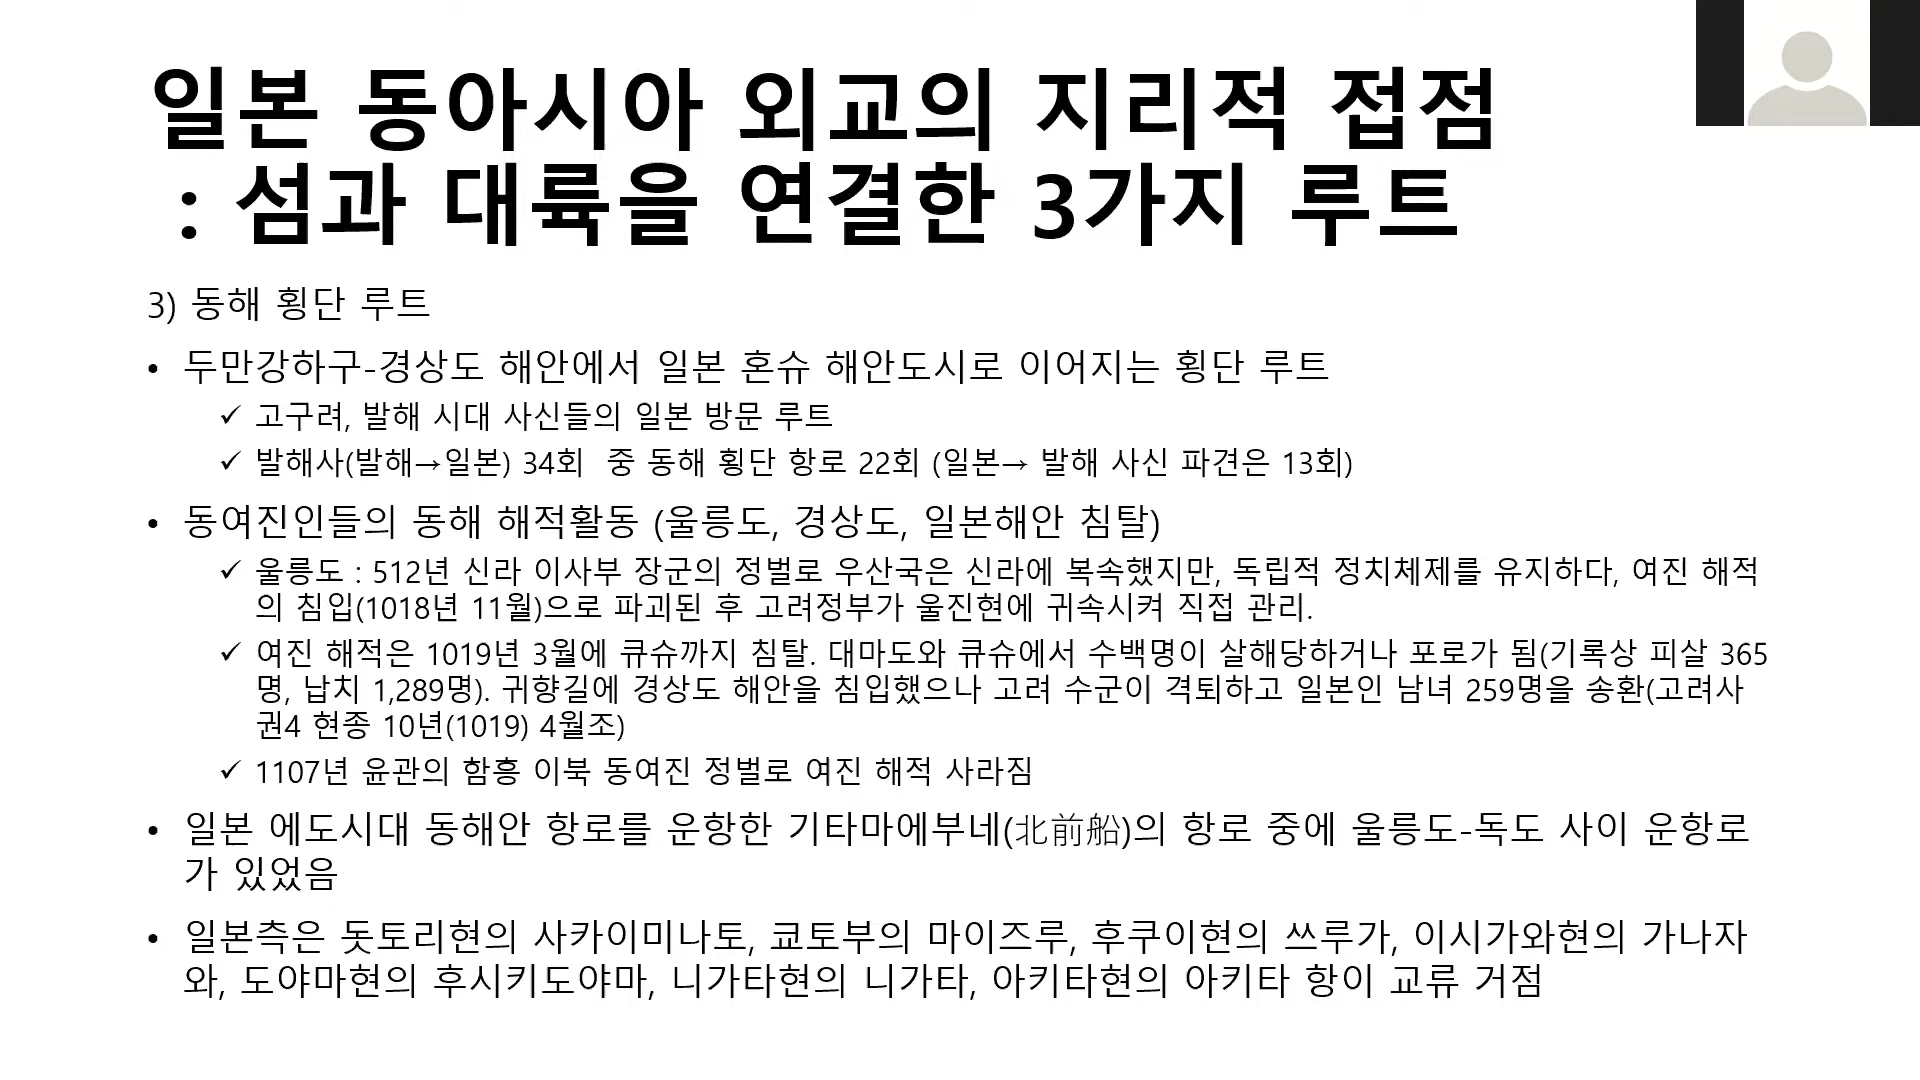 일본 동아시아 외교의 지리적 접점
: 섬과 대륙을 연결한 3가지 루트
3) 동해 횡단 루트
• 두만강하구-경상도 해안에서 일본 혼슈 해안도시로 이어지는 횡단 루트
✓ 고구려, 발해 시대 사신들의 일본 방문 루트
✓ 발해사(발해→일본) 34회 중 동해 횡단 항로 22회 (일본→ 발해 사신 파견은 13회)
• 동여진인들의 동해 해적활동 (울릉도, 경상도, 일본해안 침탈)
✓ 울릉도 : 512년 신라 이사부 장군의 정벌로 우산국은 신라에 복속했지만, 독립적 정치체제를 유지하다, 여진 해적
의 침입(1018년 11월)으로 파괴된 후 고려정부가 울진현에 귀속시켜 직접 관리.
✓ 여진 해적은 1019년 3월에 큐슈까지 침탈. 대마도와 큐슈에서 수백명이 살해당하거나 포로가 됨(기록상 피살 365
명, 납치 1,289명). 귀향길에 경상도 해안을 침입했으나 고려 수군이 격퇴하고 일본인 남녀 259명을 송환(고려사
권4 현종 10년(1019) 4월조)
✓ 1107년 윤관의 함흥 이북 동여진 정벌로 여진 해적 사라짐
• 일본 에도시대 동해안 항로를 운항한 기타마에부네(北前船)의 항로 중에 울릉도-독도 사이 운항로
가 있었음
• 일본측은 돗토리현의 사카이미나토, 쿄토부의 마이즈루, 후쿠이현의 쓰루가, 이시가와현의 가나자
와, 도야마현의 후시키도야마, 니가타현의 니가타, 아키타현의 아키타 항이 교류 거점